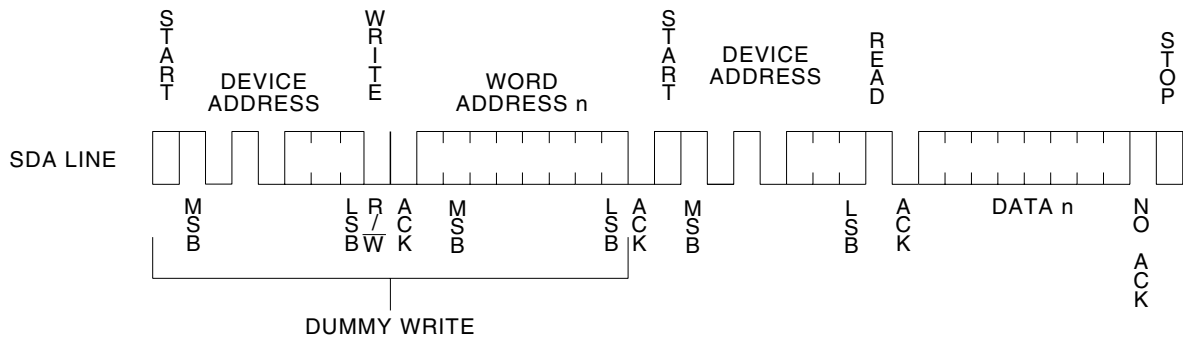 START
WRITE
START
READ
STOP
DEVICE
ADDRESS
WORD
ADDRESS n
DEVICE
ADDRESS
SDA LINE
MSB
LSB
R/W
ACK
MSB
LSB
ACK
MSB
LSB
ACK
DATA n
NO ACK
DUMMY WRITE